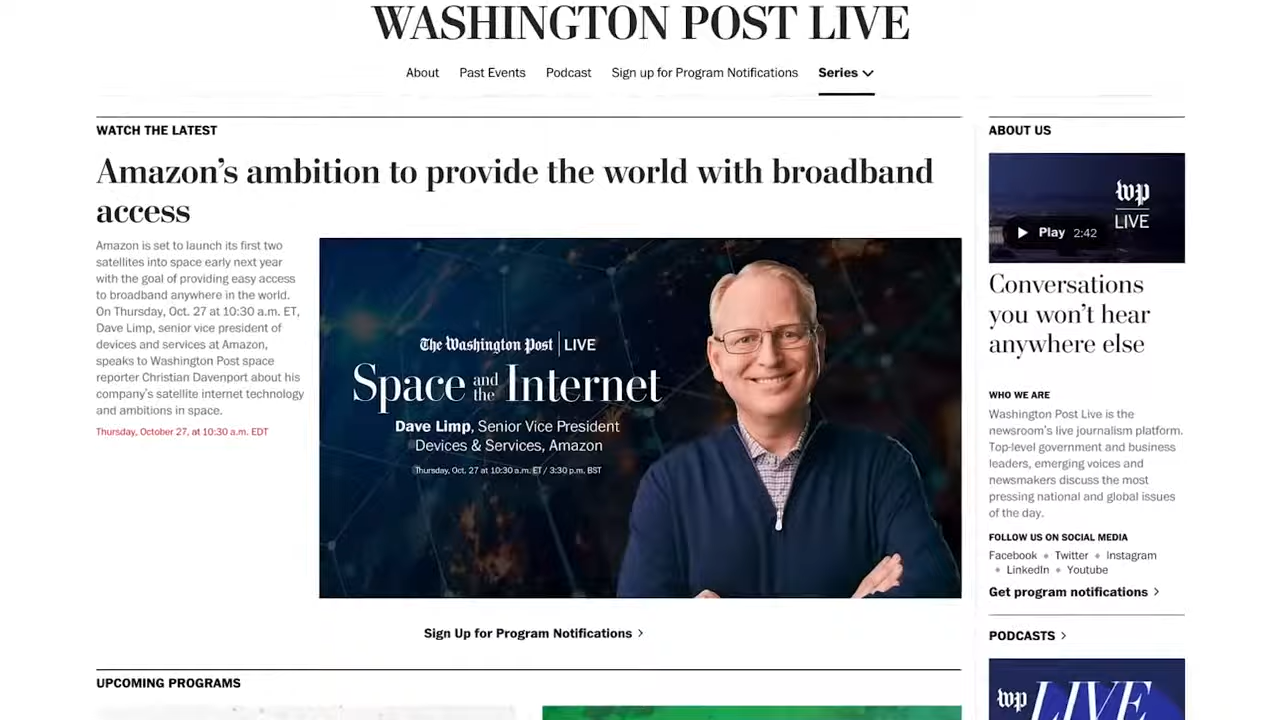 WASHINGTON POST LIVE
About Past Events Podcast Sign up for Program Notifications Series
WATCH THE LATEST
Amazon’s ambition to provide the world with broadband
access
Amazon is set to launch its first two
satellites into space early next year
with the goal of providing easy access
to broadband anywhere in the world.
On Thursday, Oct. 27 at 10:30 a.m. ET,
Dave Limp, senior vice president of
devices and services at Amazon,
speaks to Washington Post space
reporter Christian Davenport about his
company’s satellite internet technology
and ambitions in space.
Thursday, October 27, at 10:30 a.m. EDT
The Washington Post | LIVE
Space and the Internet
Dave Limp, Senior Vice President
Devices & Services, Amazon
Thursday, Oct. 27 at 10:30 a.m. ET / 3:30 p.m. BST
Sign Up for Program Notifications >
UPCOMING PROGRAMS
ABOUT US
wp
LIVE
Play 2:42
Conversations
you won’t hear
anywhere else
WHO WE ARE
Washington Post Live is the
newsroom’s live journalism platform.
Top-level government and business
leaders, emerging voices and
newsmakers discuss the most
pressing national and global issues
of the day.
FOLLOW US ON SOCIAL MEDIA
Facebook • Twitter • Instagram
• LinkedIn • Youtube
Get program notifications >
PODCASTS >
wp LIVE